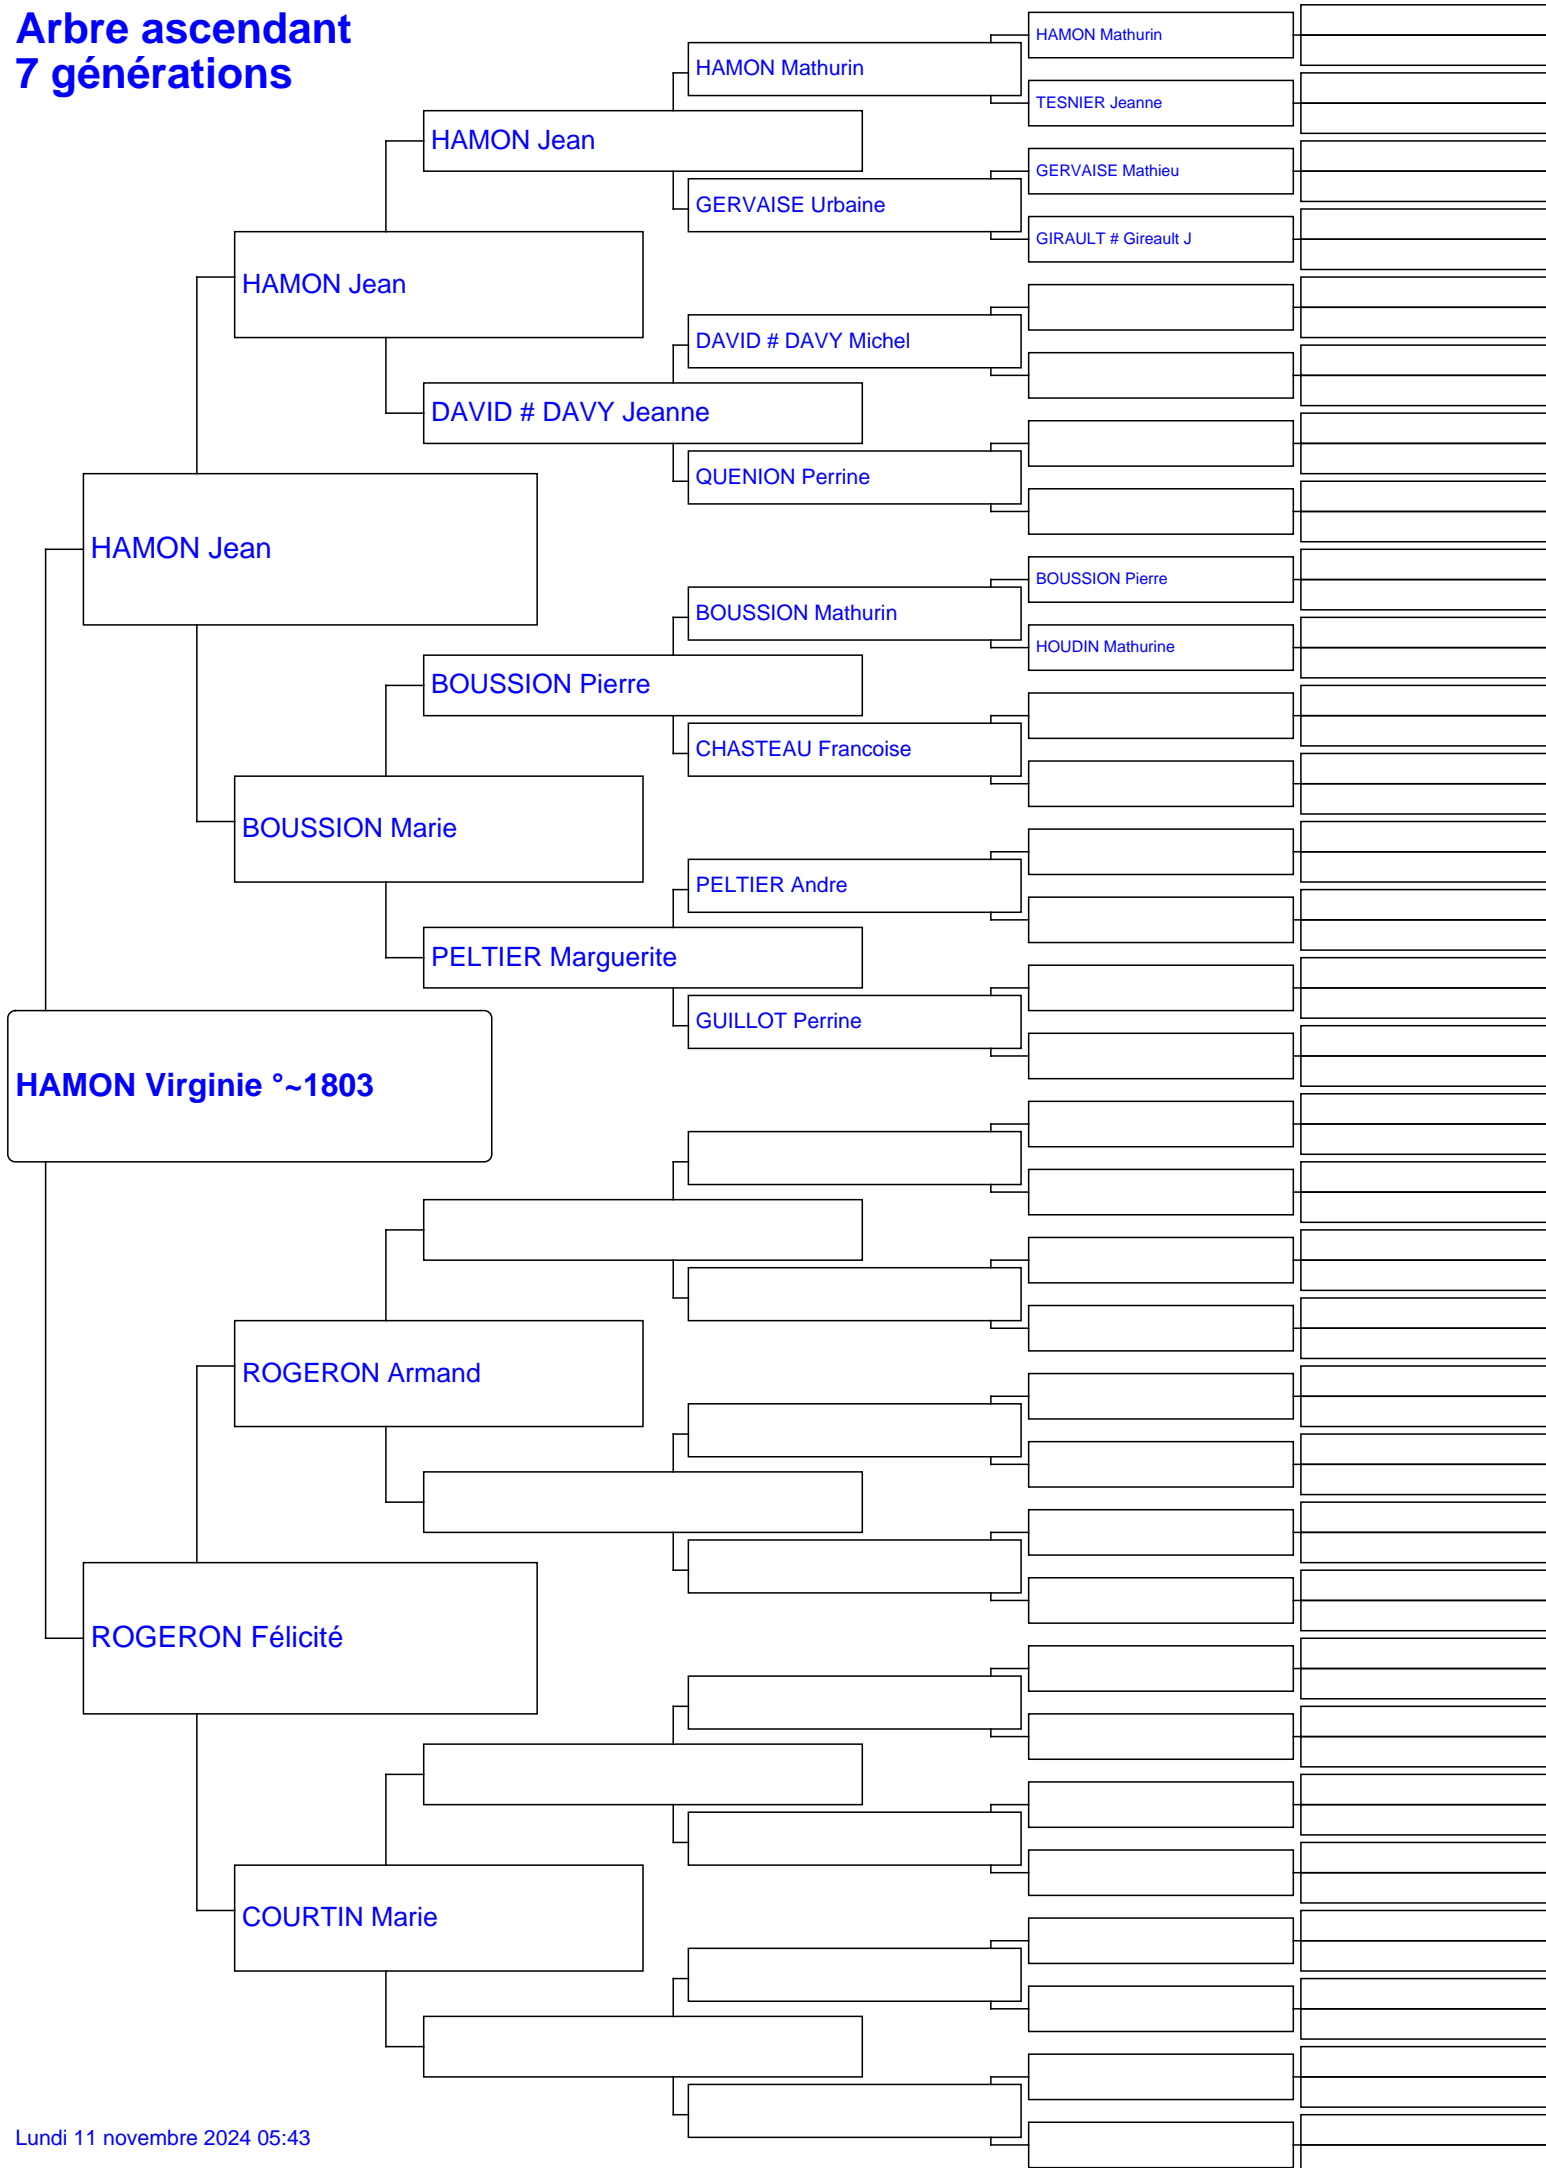 Arbre ascendant
7 générations
HAMON Mathurin
HAMON Mathurin
TESNIER Jeanne
HAMON Jean
GERVAISE Mathieu
GERVAISE Urbaine
GIRAULT # Gireault J
HAMON Jean
DAVID # DAVY Michel
DAVID # DAVY Jeanne
QUENION Perrine
HAMON Jean
BOUSSION Pierre
BOUSSION Mathurin
HOUDIN Mathurine
BOUSSION Pierre
CHASTEAU Francoise
BOUSSION Marie
PELTIER Andre
PELTIER Marguerite
GUILLOT Perrine
HAMON Virginie °~1803
ROGERON Armand
ROGERON Félicité
COURTIN Marie
Lundi 11 novembre 2024 05:43